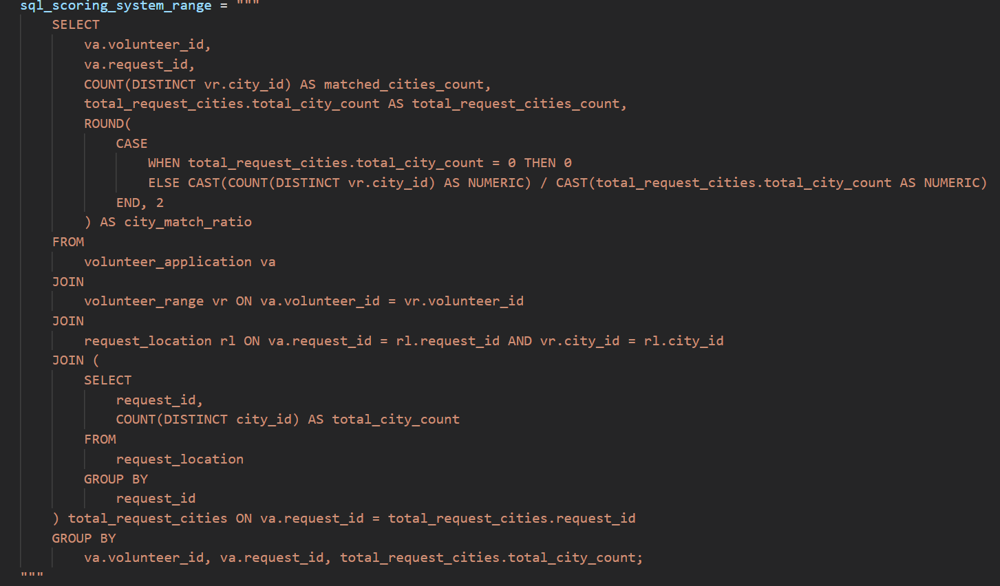 sql_scoring_system_range = """
SELECT
va.volunteer_id,
va.request_id,
COUNT(DISTINCT vr.city_id) AS matched_cities_count,
total_request_cities.total_city_count AS total_request_cities_count,
ROUND(
CASE
WHEN total_request_cities.total_city_count = 0 THEN 0
ELSE CAST(COUNT(DISTINCT vr.city_id) AS NUMERIC) / CAST(total_request_cities.total_city_count AS NUMERIC)
END, 2
) AS city_match_ratio
FROM
volunteer_application va
JOIN
volunteer_range vr ON va.volunteer_id = vr.volunteer_id
JOIN
request_location rl ON va.request_id = rl.request_id AND vr.city_id = rl.city_id
JOIN (
SELECT
request_id,
COUNT(DISTINCT city_id) AS total_city_count
FROM
request_location
GROUP BY
request_id
) total_request_cities ON va.request_id = total_request_cities.request_id
GROUP BY
va.volunteer_id, va.request_id, total_request_cities.total_city_count;
"""